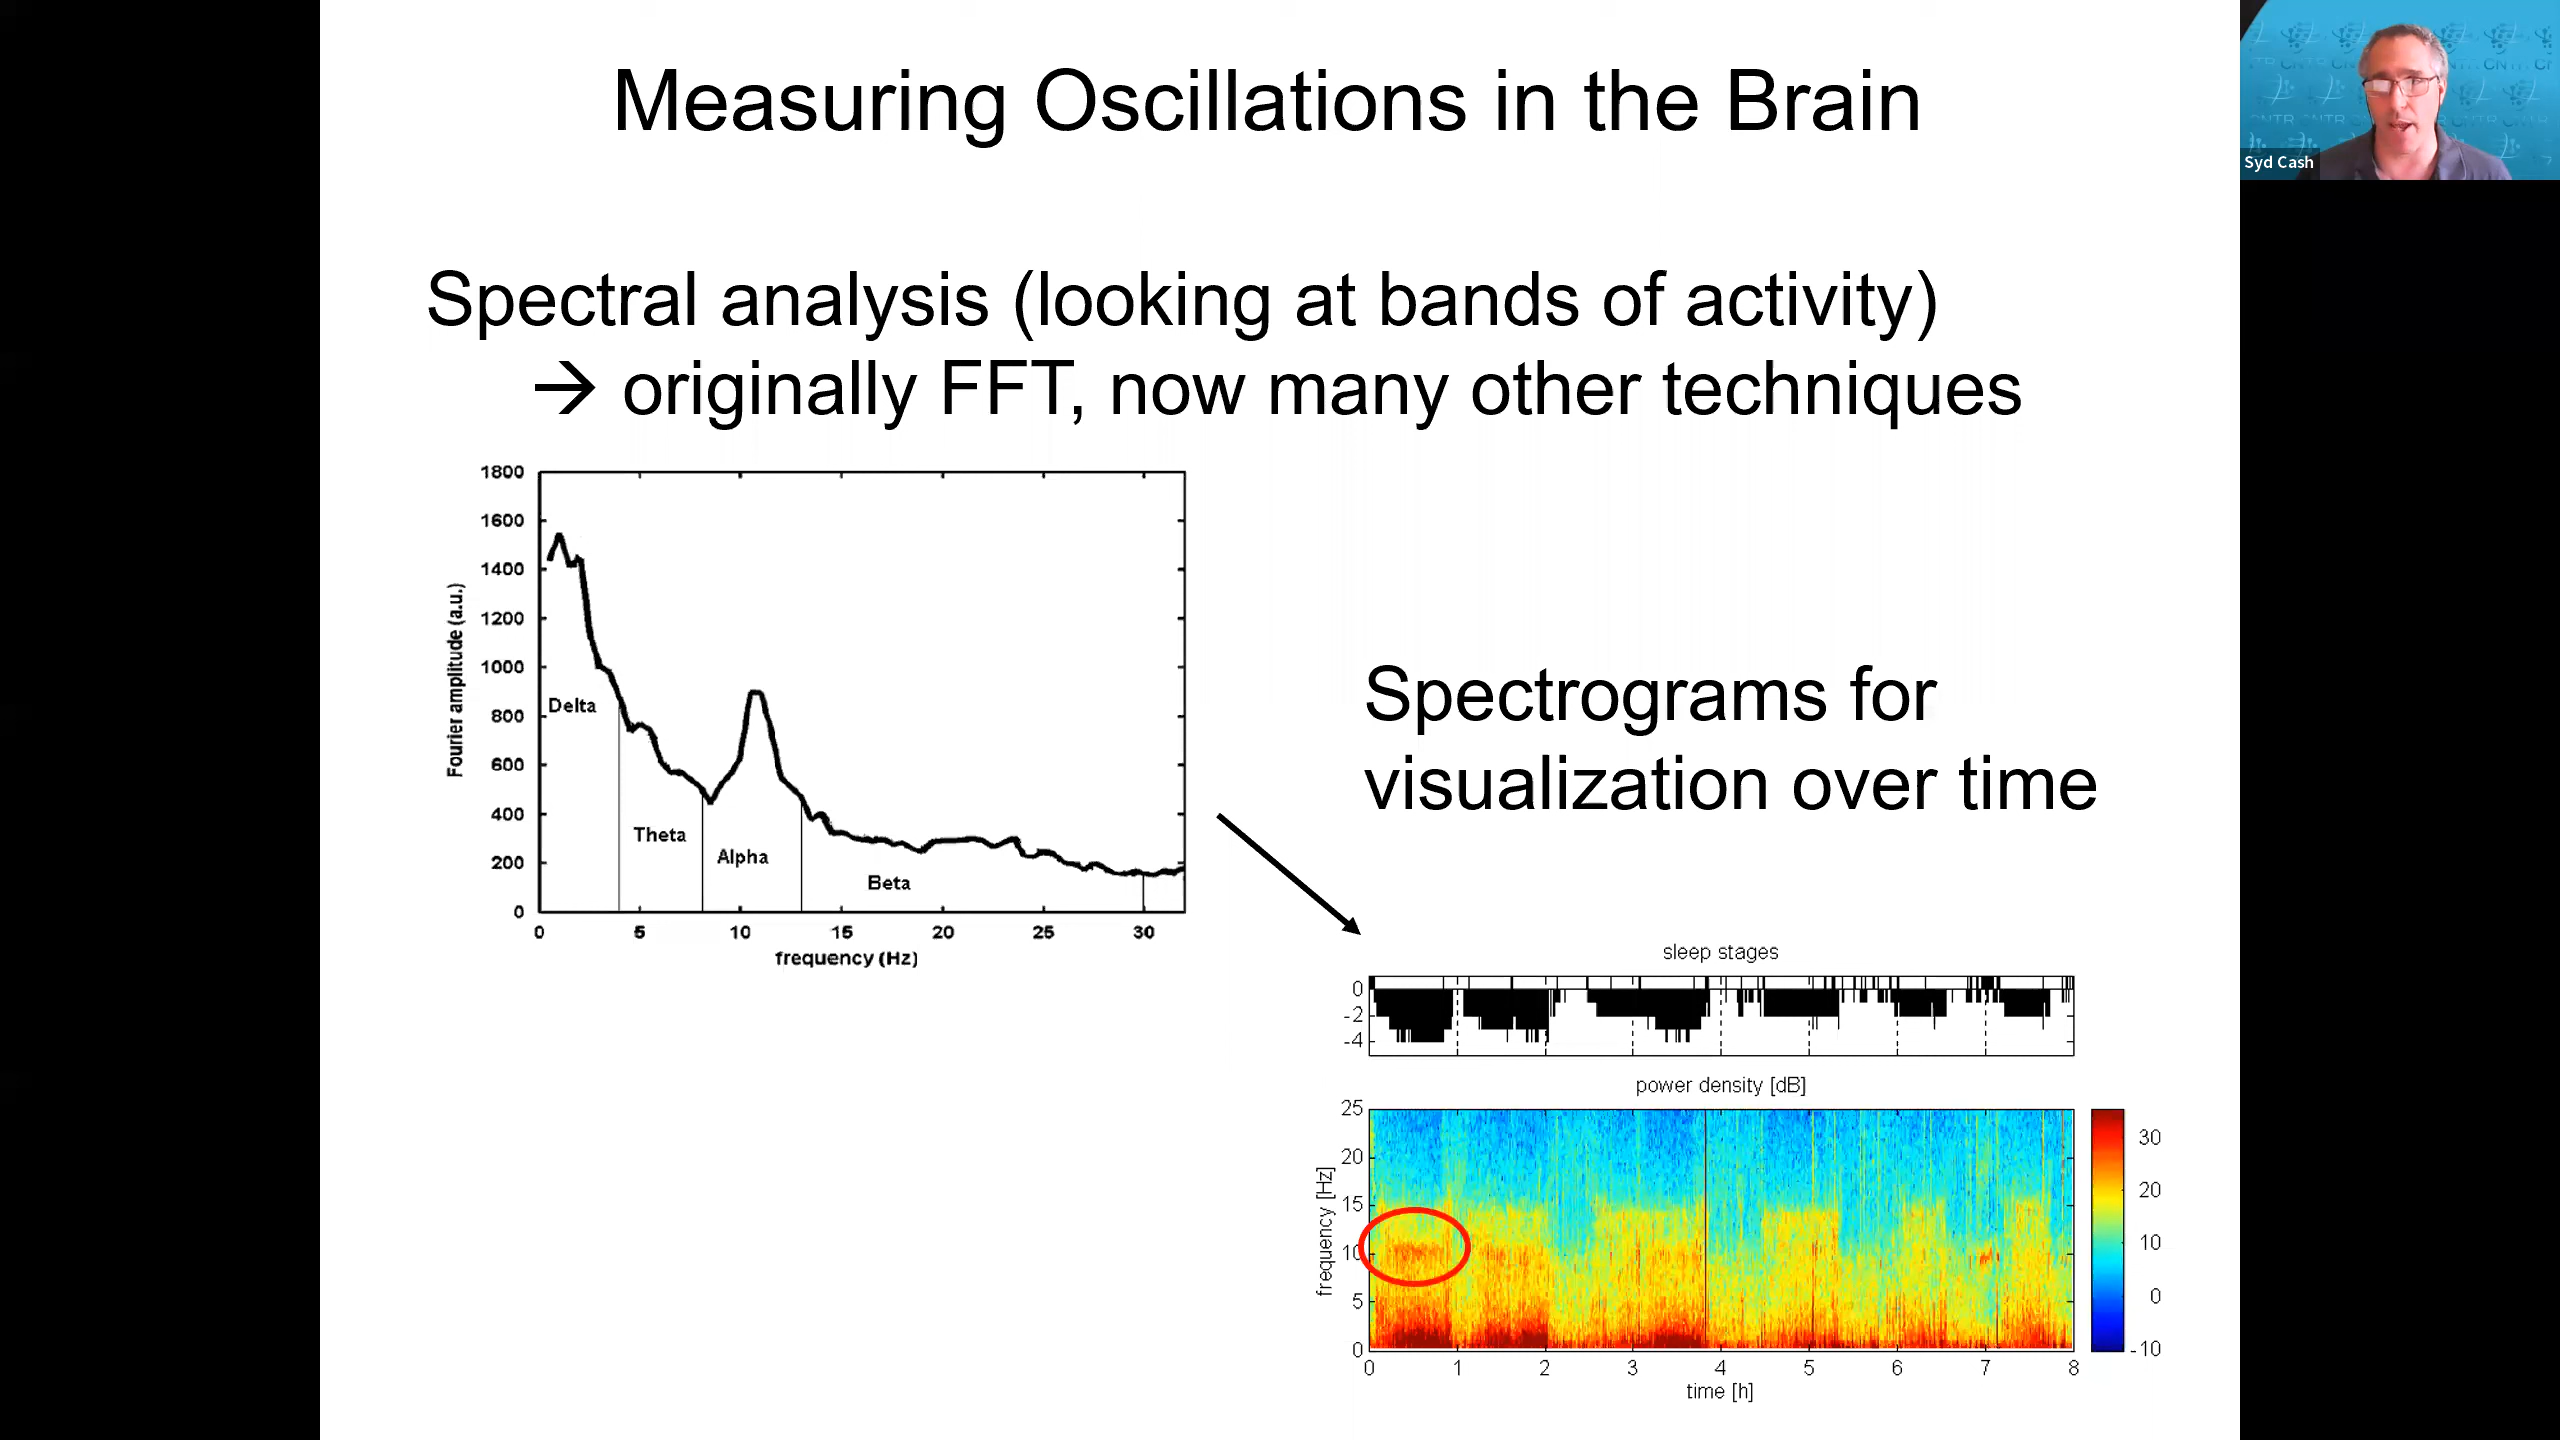 Measuring Oscillations in the Brain
Syd Cash
Spectral analysis (looking at bands of activity)
→ originally FFT, now many other techniques
1800
1600
1400
1200
1000
800
600
400
200
0
Fourier amplitude (a.u.)
Delta
Theta
Alpha
Beta
0 5 10 15 20 25 30
frequency (Hz)
Spectrograms for
visualization over time
sleep stages
0
-2
-4
power density [dB]
25
20
15
10
5
0
frequency [Hz]
0 1 2 3 4 5 6 7 8
time [h]
30
20
10
0
-10